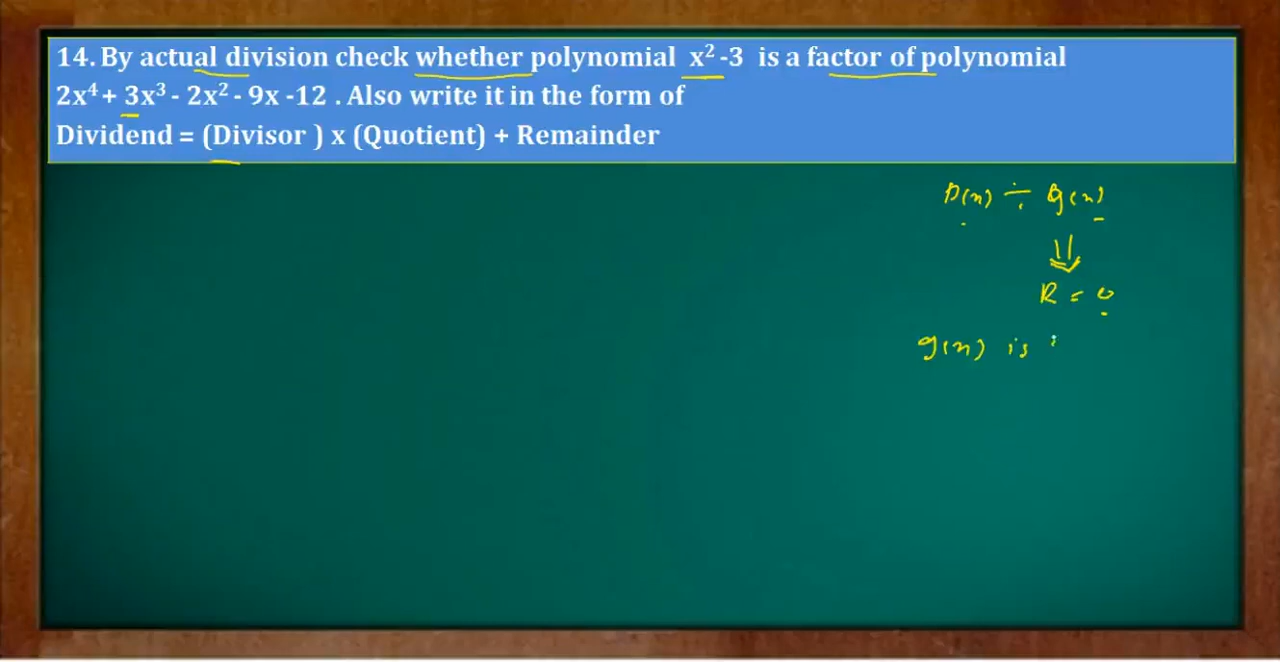 14. By actual division check whether polynomial x² -3 is a factor of polynomial
2x⁴ + 3x³ - 2x² - 9x -12 . Also write it in the form of
Dividend = (Divisor ) x (Quotient) + Remainder
P(x) ÷ g(x)
⇓
R = 0
g(x) is